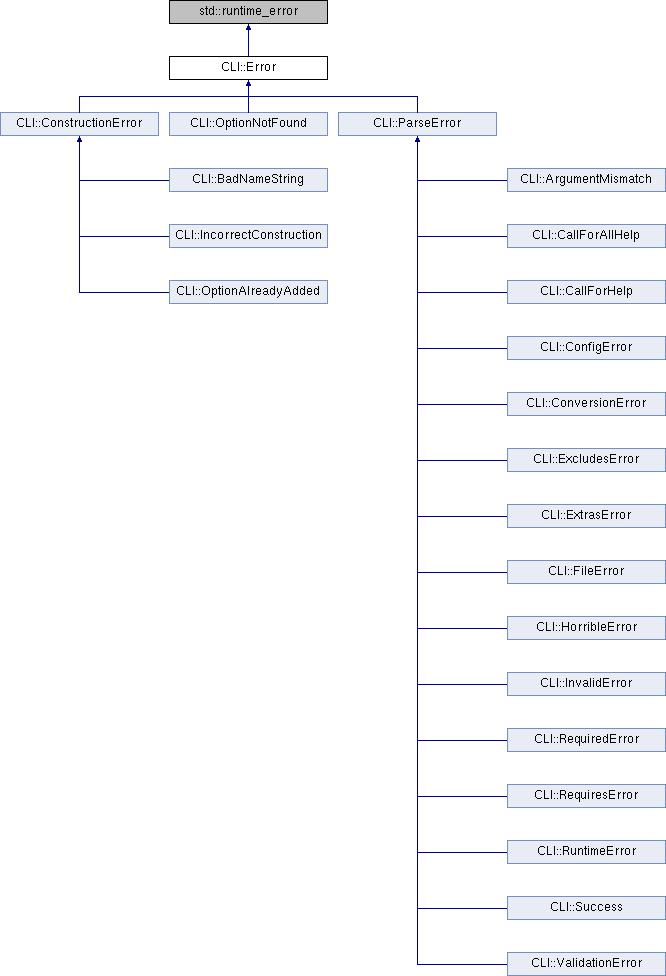 std::runtime_error
CLI::Error
CLI::ConstructionError
CLI::OptionNotFound
CLI::ParseError
CLI::BadNameString
CLI::ArgumentMismatch
CLI::IncorrectConstruction
CLI::CallForAllHelp
CLI::OptionAlreadyAdded
CLI::CallForHelp
CLI::ConfigError
CLI::ConversionError
CLI::ExcludesError
CLI::ExtrasError
CLI::FileError
CLI::HorribleError
CLI::InvalidError
CLI::RequiredError
CLI::RequiresError
CLI::RuntimeError
CLI::Success
CLI::ValidationError